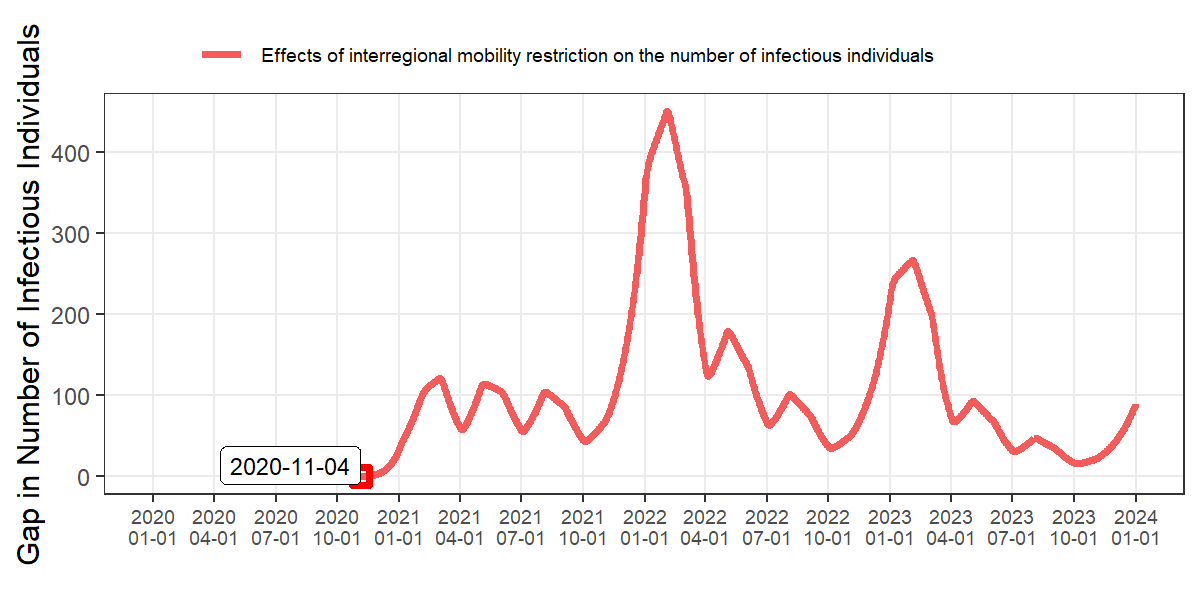 Effects of interregional mobility restriction on the number of infectious individuals
Gap in Number of Infectious Individuals
400
300
200
100
0
2020-11-04
2020 2020 2020 2020 2021 2021 2021 2021 2022 2022 2022 2022 2023 2023 2023 2023 2024
01-01 04-01 07-01 10-01 01-01 04-01 07-01 10-01 01-01 04-01 07-01 10-01 01-01 04-01 07-01 10-01 01-01